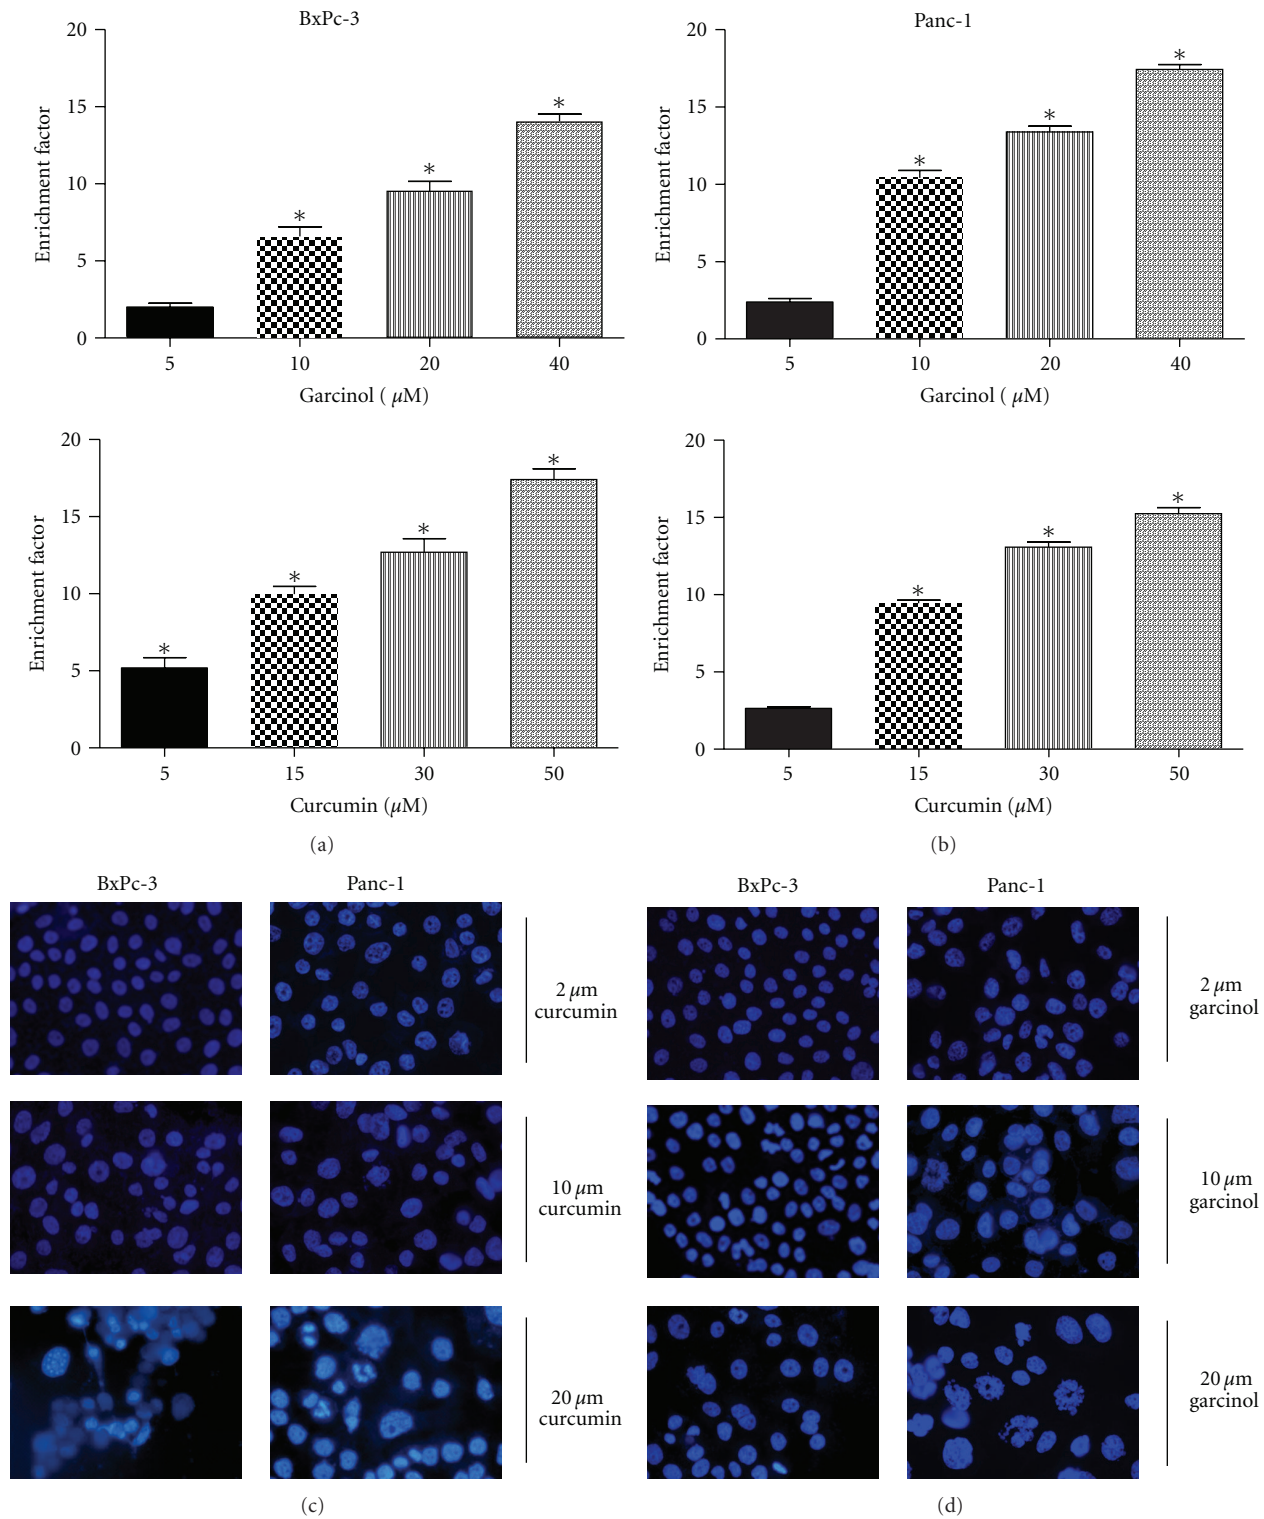 BxPc-3
Enrichment factor
20
15
10
5
0
*
*
*
5
10
20
40
Garcinol ( μM)
Panc-1
Enrichment factor
20
15
10
5
0
*
*
*
5
10
20
40
Garcinol ( μM)
Enrichment factor
20
15
10
5
0
*
*
*
*
5
15
30
50
Curcumin (μM)
(a)
Enrichment factor
20
15
10
5
0
*
*
*
5
15
30
50
Curcumin (μM)
(b)
BxPc-3
Panc-1
2 μm
curcumin
10 μm
curcumin
20 μm
curcumin
(c)
BxPc-3
Panc-1
2 μm
garcinol
10 μm
garcinol
20 μm
garcinol
(d)